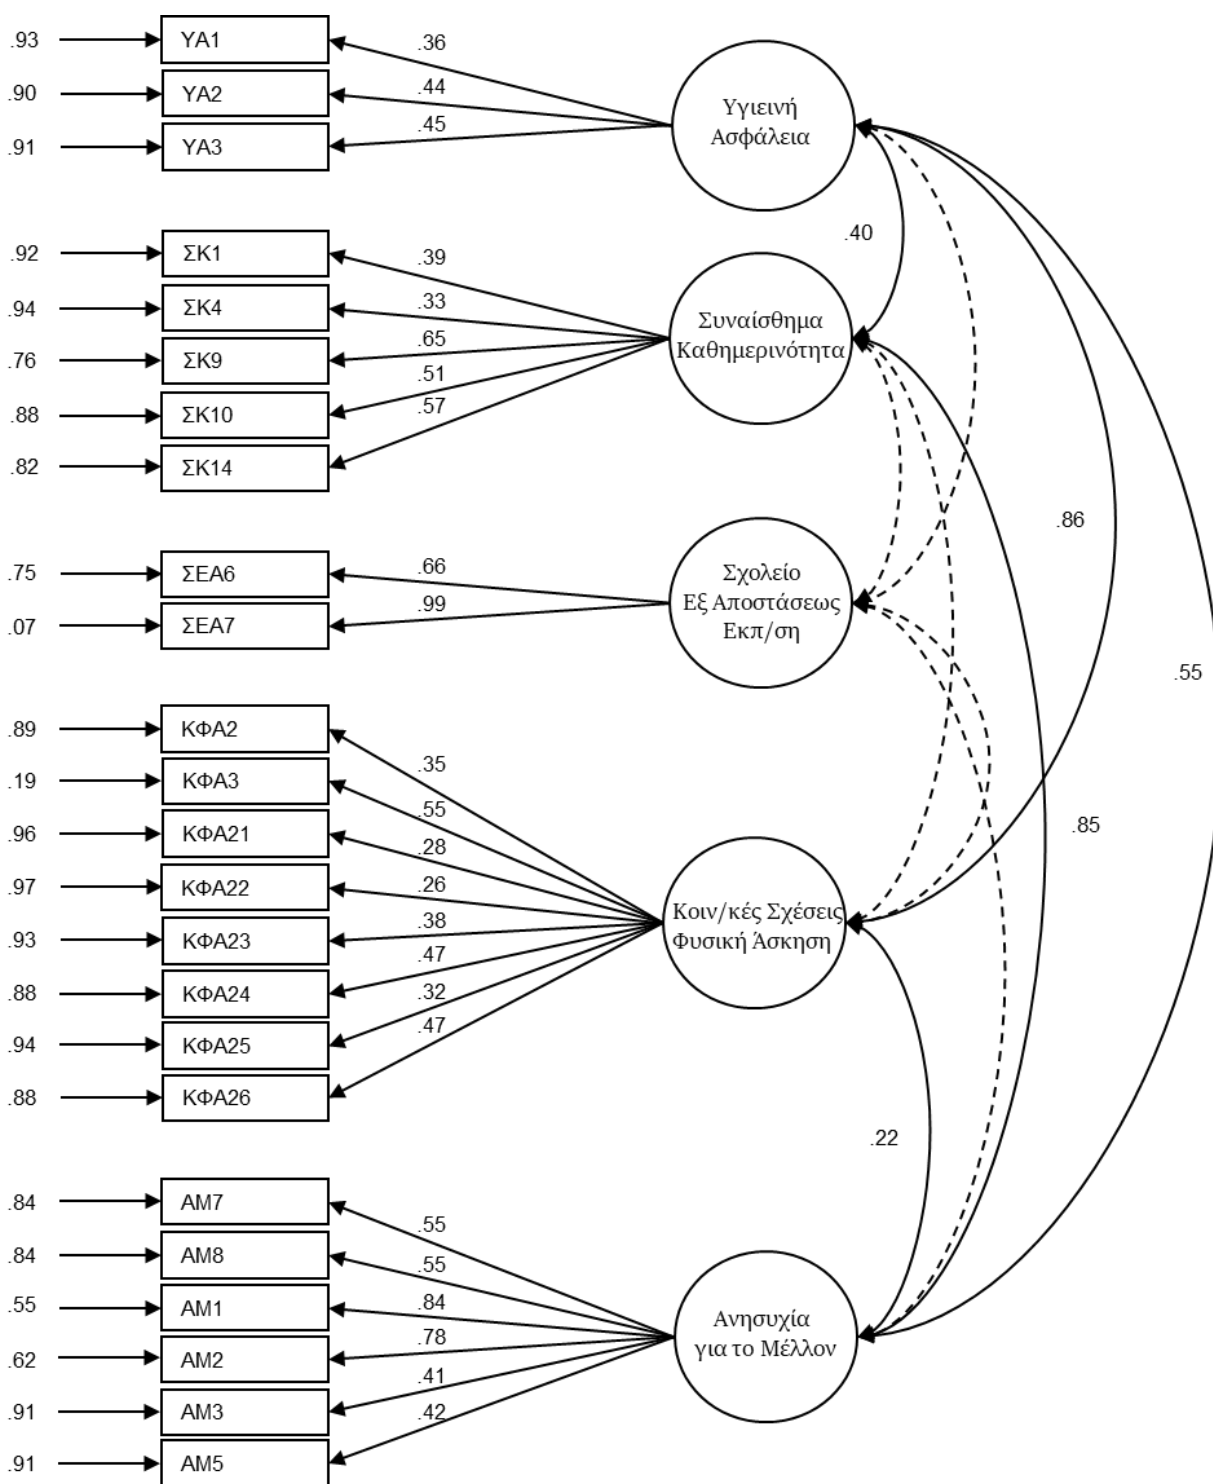 .93 ΥΑ1 .36
.90 ΥΑ2 .44
.91 ΥΑ3 .45
Υγιεινή
Ασφάλεια
.40
.92 ΣΚ1 .39
.94 ΣΚ4 .33
.76 ΣΚ9 .65
.88 ΣΚ10 .51
.82 ΣΚ14 .57
Συναίσθημα
Καθημερινότητα
.86
.75 ΣΕΑ6 .66
.07 ΣΕΑ7 .99
Σχολείο
Εξ Αποστάσεως
Εκπ/ση
.55
.89 ΚΦΑ2 .35
.19 ΚΦΑ3 .55
.96 ΚΦΑ21 .28
.97 ΚΦΑ22 .26
.93 ΚΦΑ23 .38
.88 ΚΦΑ24 .47
.94 ΚΦΑ25 .32
.88 ΚΦΑ26 .47
.85
Κοιν/κές Σχέσεις
Φυσική Άσκηση
.22
.84 ΑΜ7 .55
.84 ΑΜ8 .55
.55 ΑΜ1 .84
.62 ΑΜ2 .78
.91 ΑΜ3 .41
.91 ΑΜ5 .42
Ανησυχία
για το Μέλλον